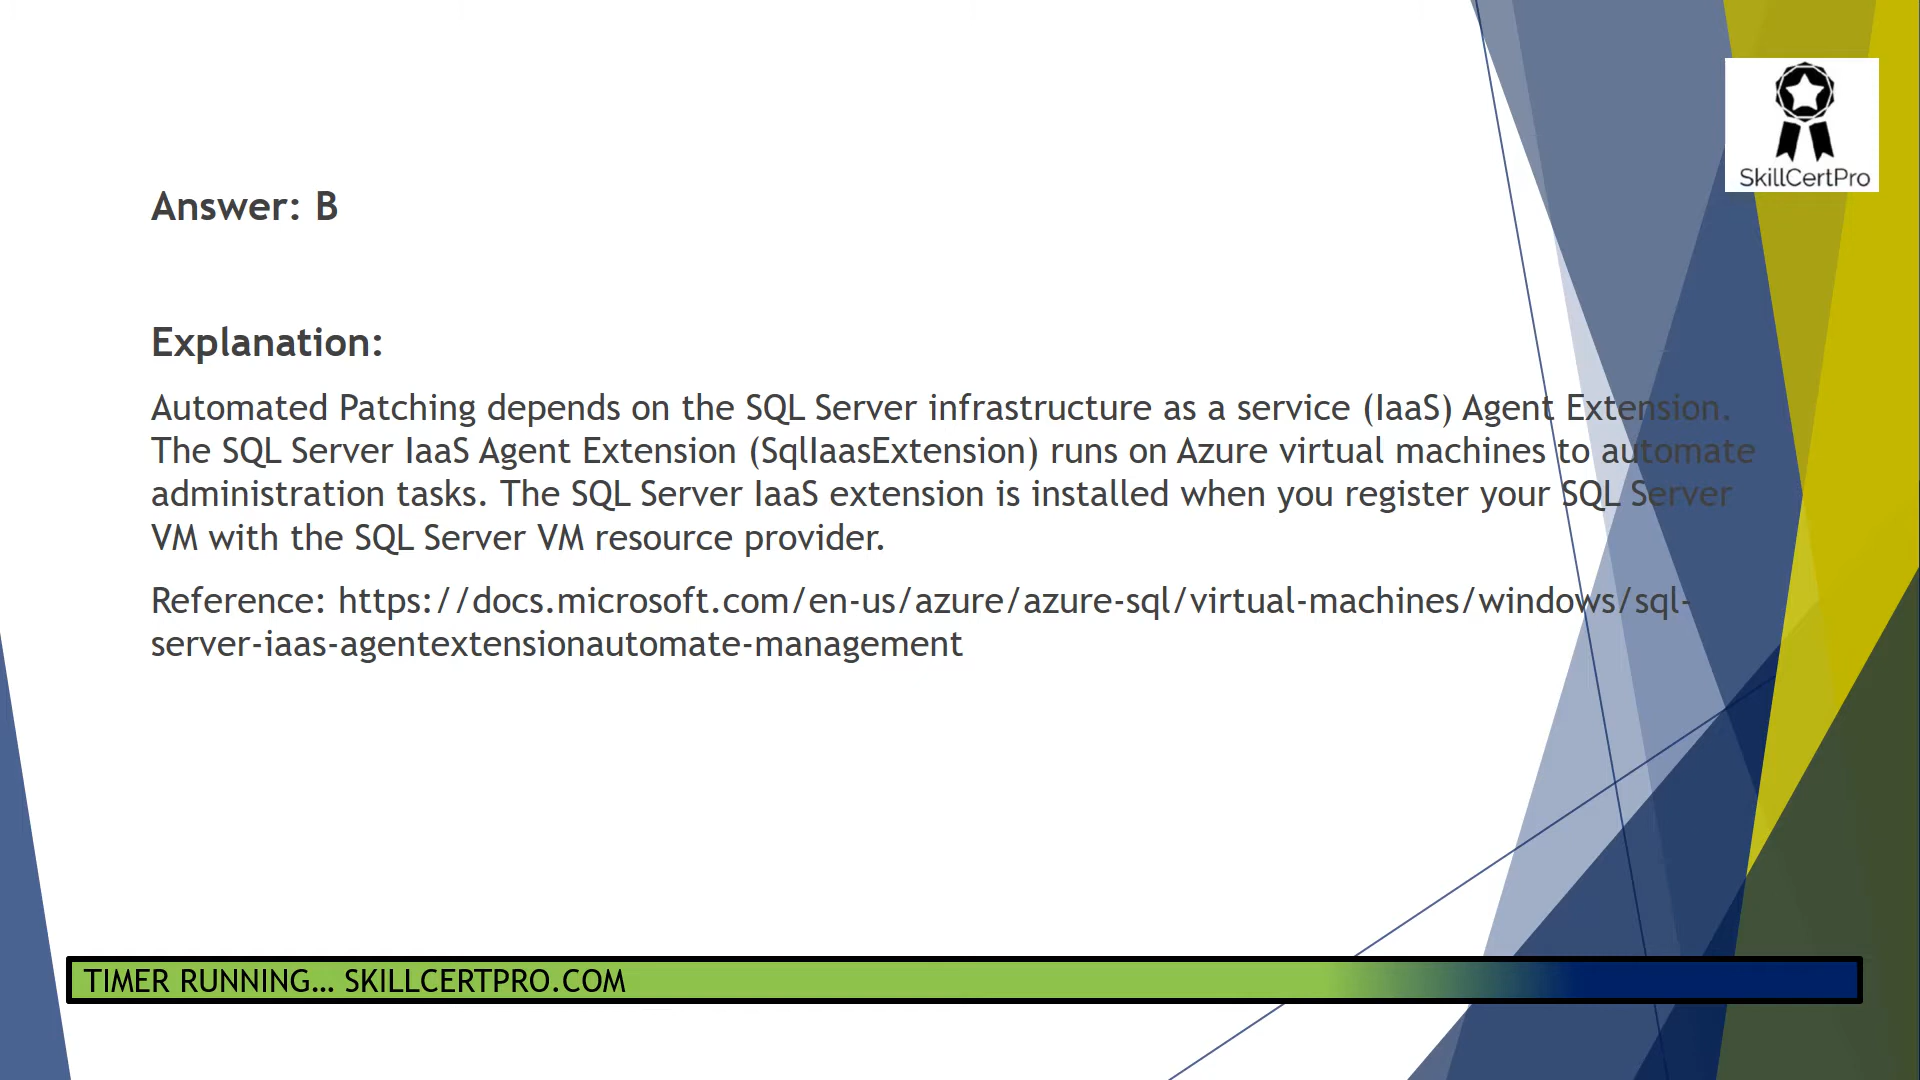 SkillCertPro
Answer: B
Explanation:
Automated Patching depends on the SQL Server infrastructure as a service (IaaS) Agent Extension.
The SQL Server IaaS Agent Extension (SqlIaasExtension) runs on Azure virtual machines to automate
administration tasks. The SQL Server IaaS extension is installed when you register your SQL Server
VM with the SQL Server VM resource provider.
Reference: https://docs.microsoft.com/en-us/azure/azure-sql/virtual-machines/windows/sql-
server-iaas-agentextensionautomate-management
TIMER RUNNING... SKILLCERTPRO.COM